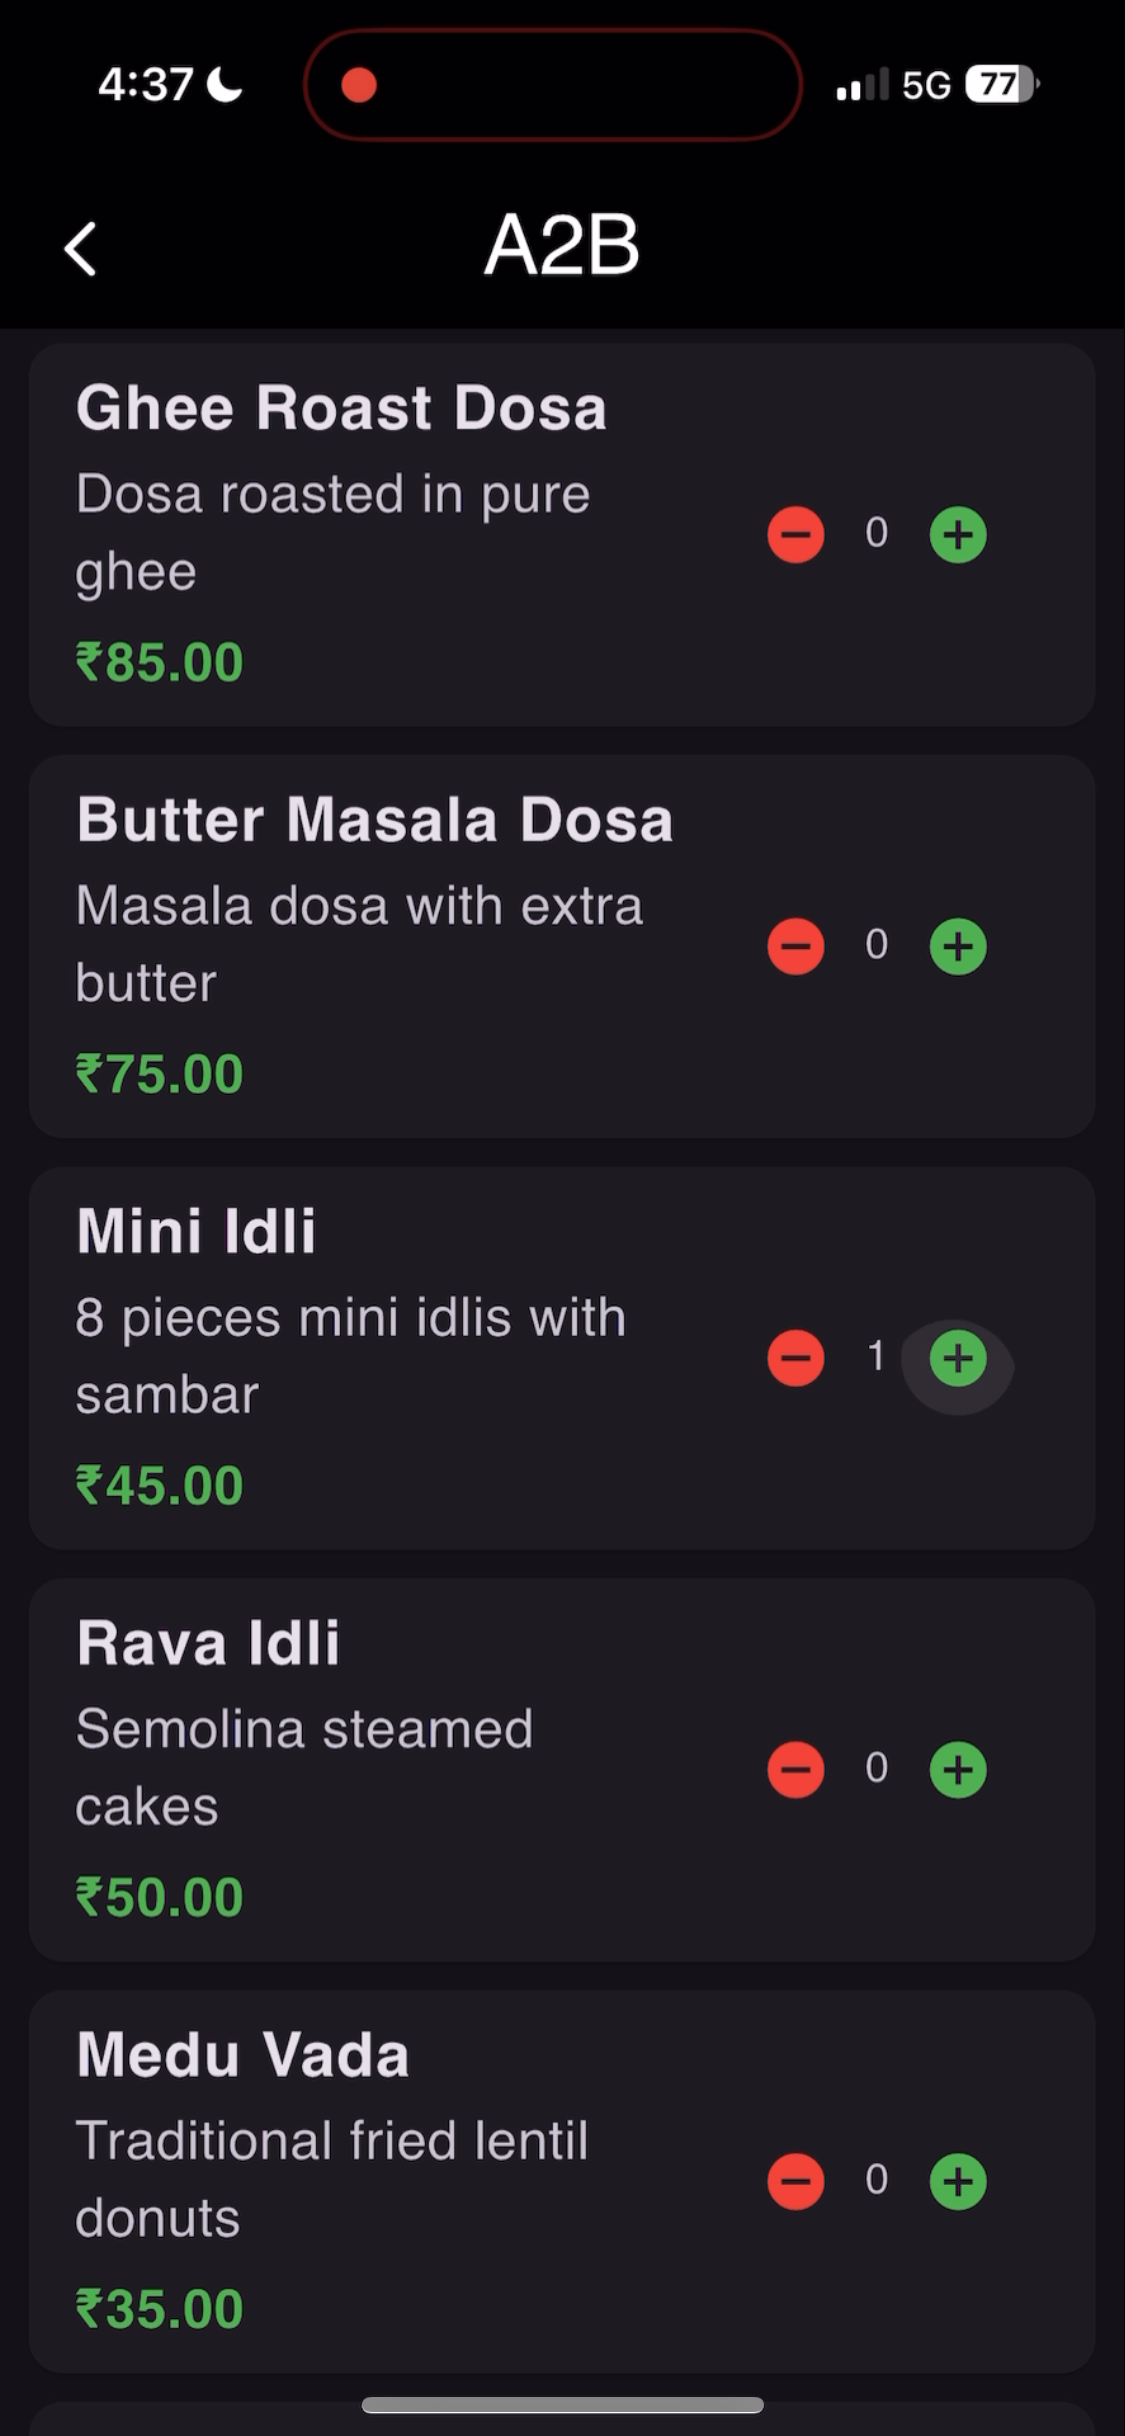 4:37
5G 77
A2B
Ghee Roast Dosa
Dosa roasted in pure
ghee
0
₹85.00
Butter Masala Dosa
Masala dosa with extra
butter
0
₹75.00
Mini Idli
8 pieces mini idlis with
sambar
1
₹45.00
Rava Idli
Semolina steamed
cakes
0
₹50.00
Medu Vada
Traditional fried lentil
donuts
0
₹35.00